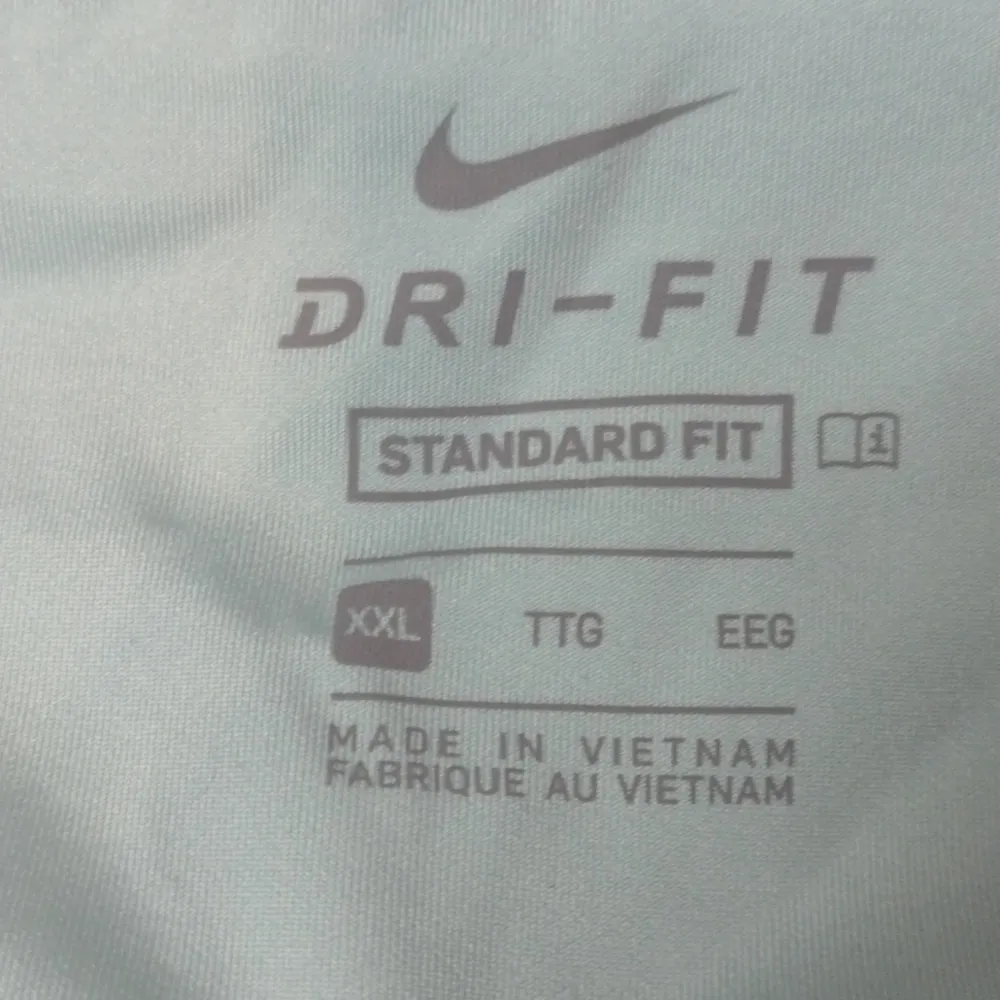 DRI-FIT
STANDARD FIT
XXL TTG EEG
MADE IN VIETNAM
FABRIQUE AU VIETNAM